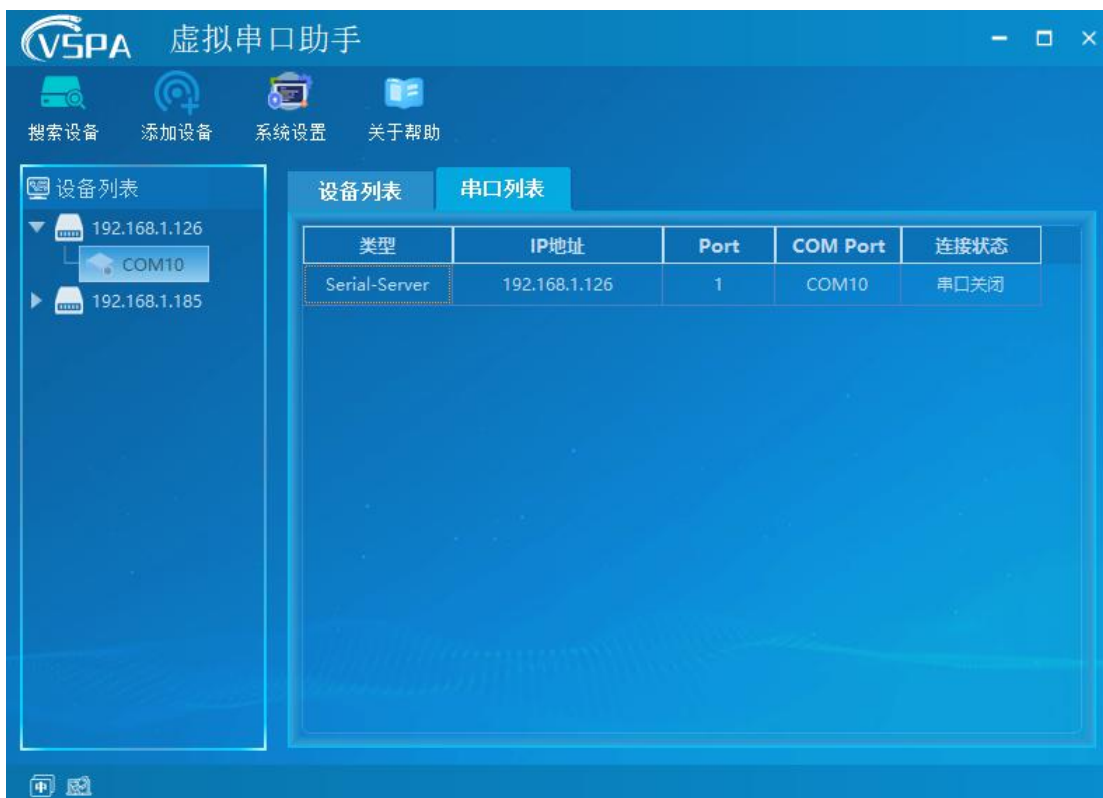 VSPA 虚拟串口助手
搜索设备 添加设备 系统设置 关于帮助
设备列表
192.168.1.126
COM10
192.168.1.185
设备列表 串口列表
类型 IP地址 Port COM Port 连接状态
Serial-Server 192.168.1.126 1 COM10 串口关闭